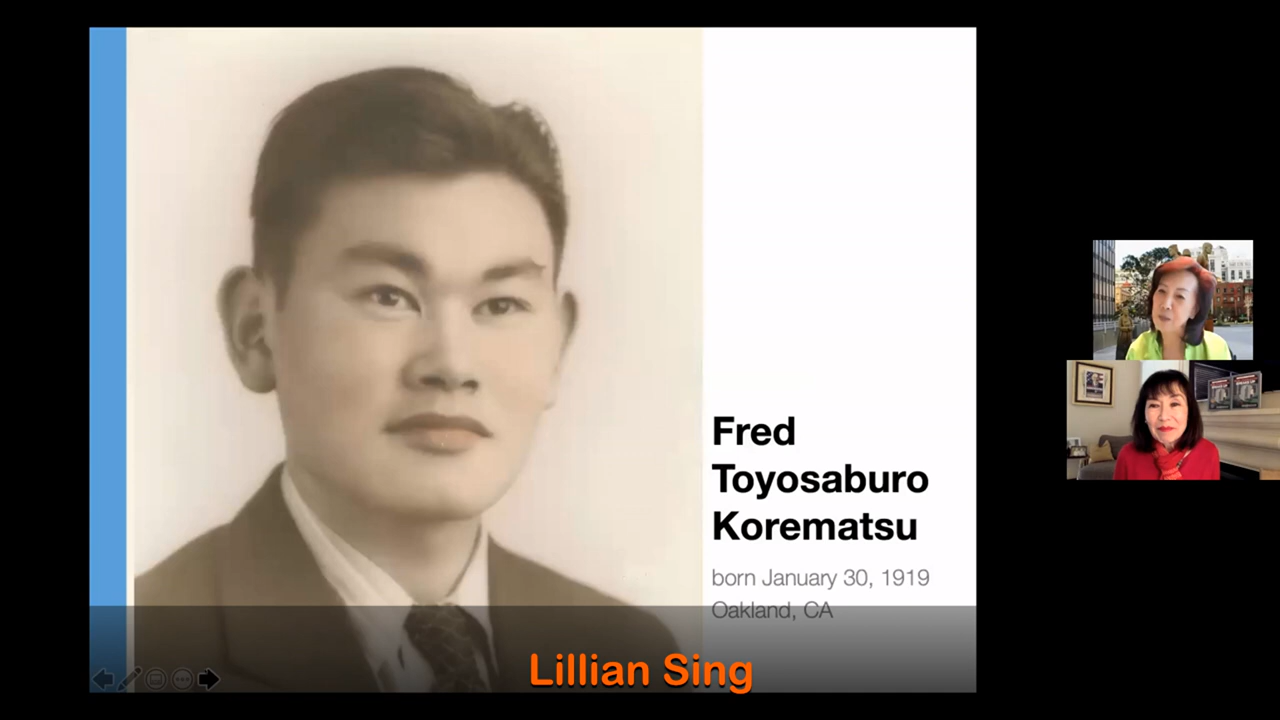 Fred
Toyosaburo
Korematsu
born January 30, 1919
Oakland, CA
Lillian Sing